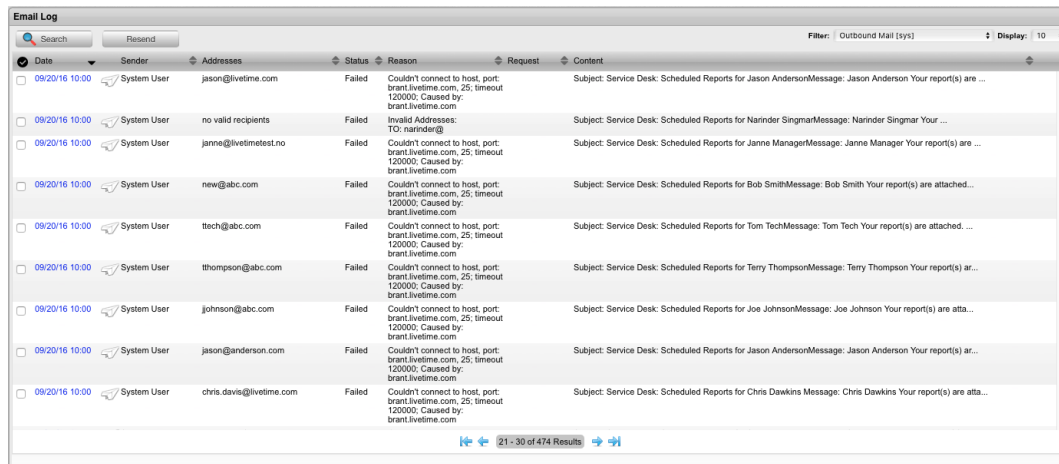 Email Log
Search Resend Filter: Outbound Mail [sys] Display: 10
Date Sender Addresses Status Reason Request Content
09/20/16 10:00 System User jason@livetime.com Failed Couldn't connect to host, port: Subject: Service Desk: Scheduled Reports for Jason AndersonMessage: Jason Anderson Your report(s) are ...
brant.livetime.com, 25; timeout
120000; Caused by:
brant.livetime.com
09/20/16 10:00 System User no valid recipients Failed Invalid Addresses: Subject: Service Desk: Scheduled Reports for Narinder SingmarMessage: Narinder Singmar Your ...
TO: narinder@
09/20/16 10:00 System User janne@livetimetest.no Failed Couldn't connect to host, port: Subject: Service Desk: Scheduled Reports for Janne ManagerMessage: Janne Manager Your report(s) are ...
brant.livetime.com, 25; timeout
120000; Caused by:
brant.livetime.com
09/20/16 10:00 System User new@abc.com Failed Couldn't connect to host, port: Subject: Service Desk: Scheduled Reports for Bob SmithMessage: Bob Smith Your report(s) are attached...
brant.livetime.com, 25; timeout
120000; Caused by:
brant.livetime.com
09/20/16 10:00 System User ttech@abc.com Failed Couldn't connect to host, port: Subject: Service Desk: Scheduled Reports for Tom TechMessage: Tom Tech Your report(s) are attached. ...
brant.livetime.com, 25; timeout
120000; Caused by:
brant.livetime.com
09/20/16 10:00 System User tthompson@abc.com Failed Couldn't connect to host, port: Subject: Service Desk: Scheduled Reports for Terry ThompsonMessage: Terry Thompson Your report(s) ar...
brant.livetime.com, 25; timeout
120000; Caused by:
brant.livetime.com
09/20/16 10:00 System User jjohnson@abc.com Failed Couldn't connect to host, port: Subject: Service Desk: Scheduled Reports for Joe JohnsonMessage: Joe Johnson Your report(s) are atta...
brant.livetime.com, 25; timeout
120000; Caused by:
brant.livetime.com
09/20/16 10:00 System User jason@anderson.com Failed Couldn't connect to host, port: Subject: Service Desk: Scheduled Reports for Jason AndersonMessage: Jason Anderson Your report(s) ar...
brant.livetime.com, 25; timeout
120000; Caused by:
brant.livetime.com
09/20/16 10:00 System User chris.davis@livetime.com Failed Couldn't connect to host, port: Subject: Service Desk: Scheduled Reports for Chris Dawkins Message: Chris Dawkins Your report(s) are atta...
brant.livetime.com, 25; timeout
120000; Caused by:
brant.livetime.com
21 - 30 of 474 Results